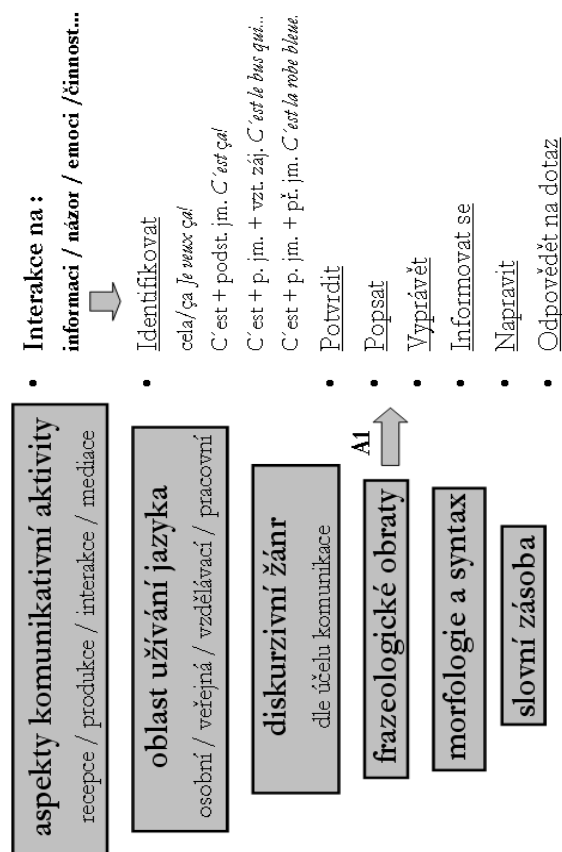 aspekty komunikativní aktivity
recepce / produkce / interakce / mediace
oblast užívání jazyka
osobní / veřejná / vzdělávací / pracovní
diskurzivní žánr
dle účelu komunikace
frazeologické obraty
morfologie a syntax
slovní zásoba
A1
• Interakce na :
informaci / názor / emoci /činnost...
• Identifikovat
cela/ça Je veux ça!
C´est + podst. jm. C´est ça!
C´est + p. jm. + vzt. záj. C´est le bus qui...
C´est + p. jm. + př. jm. C´est la robe bleue.
• Potvrdit
• Popsat
• Vyprávět
• Informovat se
• Napravit
• Odpovědět na dotaz